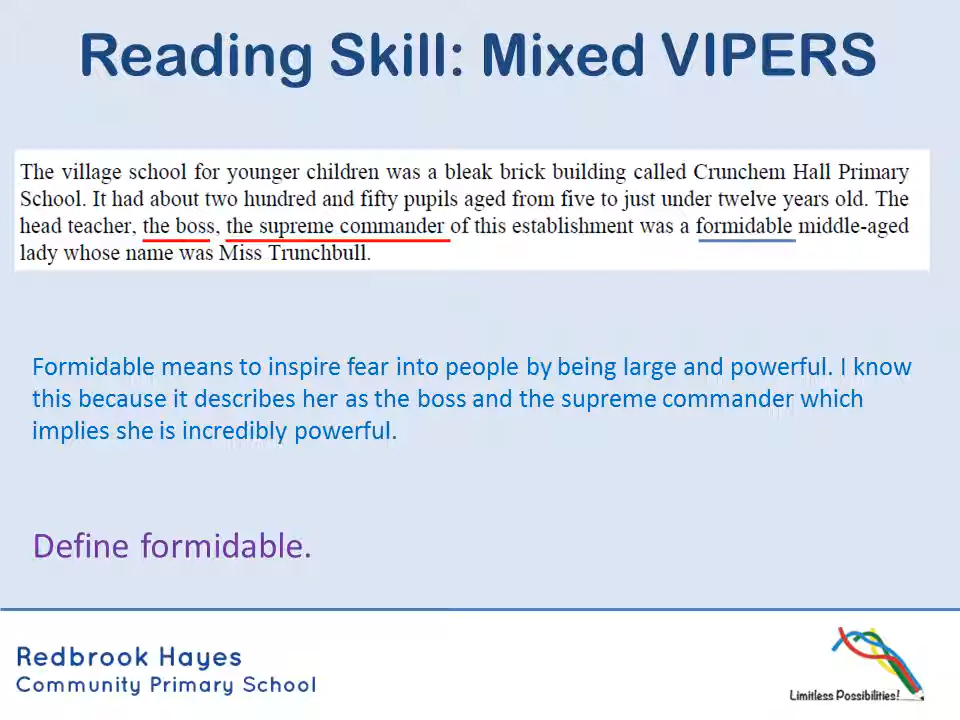 Reading Skill: Mixed VIPERS
The village school for younger children was a bleak brick building called Crunchem Hall Primary
School. It had about two hundred and fifty pupils aged from five to just under twelve years old. The
head teacher, the boss, the supreme commander of this establishment was a formidable middle-aged
lady whose name was Miss Trunchbull.
Formidable means to inspire fear into people by being large and powerful. I know
this because it describes her as the boss and the supreme commander which
implies she is incredibly powerful.
Define formidable.
Redbrook Hayes
Community Primary School
Limitless Possibilities!